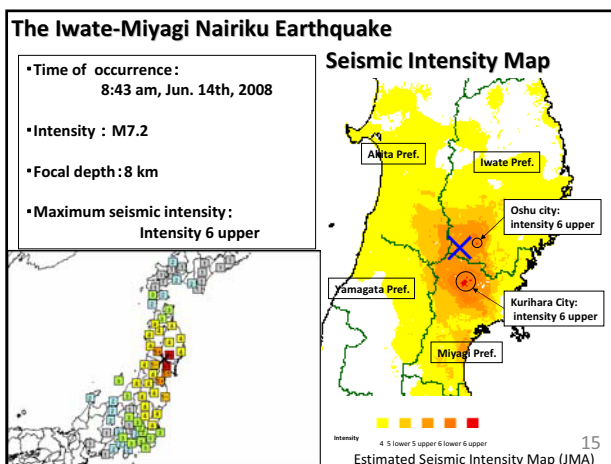 The Iwate-Miyagi Nairiku Earthquake
▪Time of occurrence:
8:43 am, Jun. 14th, 2008
▪Intensity : M7.2
▪Focal depth:8 km
▪Maximum seismic intensity:
Intensity 6 upper
Seismic Intensity Map
Akita Pref.
Iwate Pref.
Oshu city:
intensity 6 upper
Yamagata Pref.
Kurihara City:
intensity 6 upper
Miyagi Pref.
Intensity
4 5 lower 5 upper 6 lower 6 upper
15
Estimated Seismic Intensity Map (JMA)